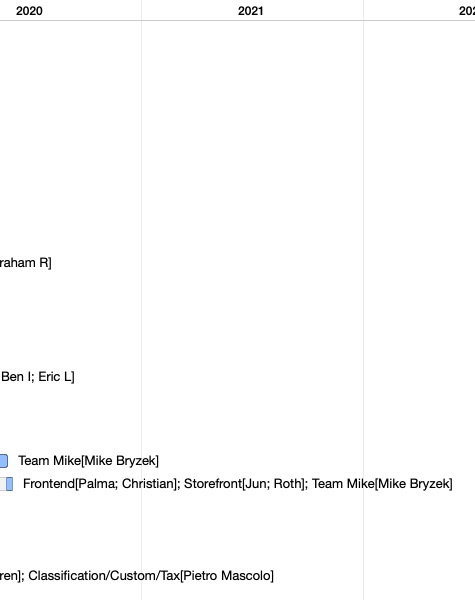 2020 2021 202
raham R]
Ben I; Eric L]
Team Mike[Mike Bryzek]
Frontend[Palma; Christian]; Storefront[Jun; Roth]; Team Mike[Mike Bryzek]
ren]; Classification/Custom/Tax[Pietro Mascolo]